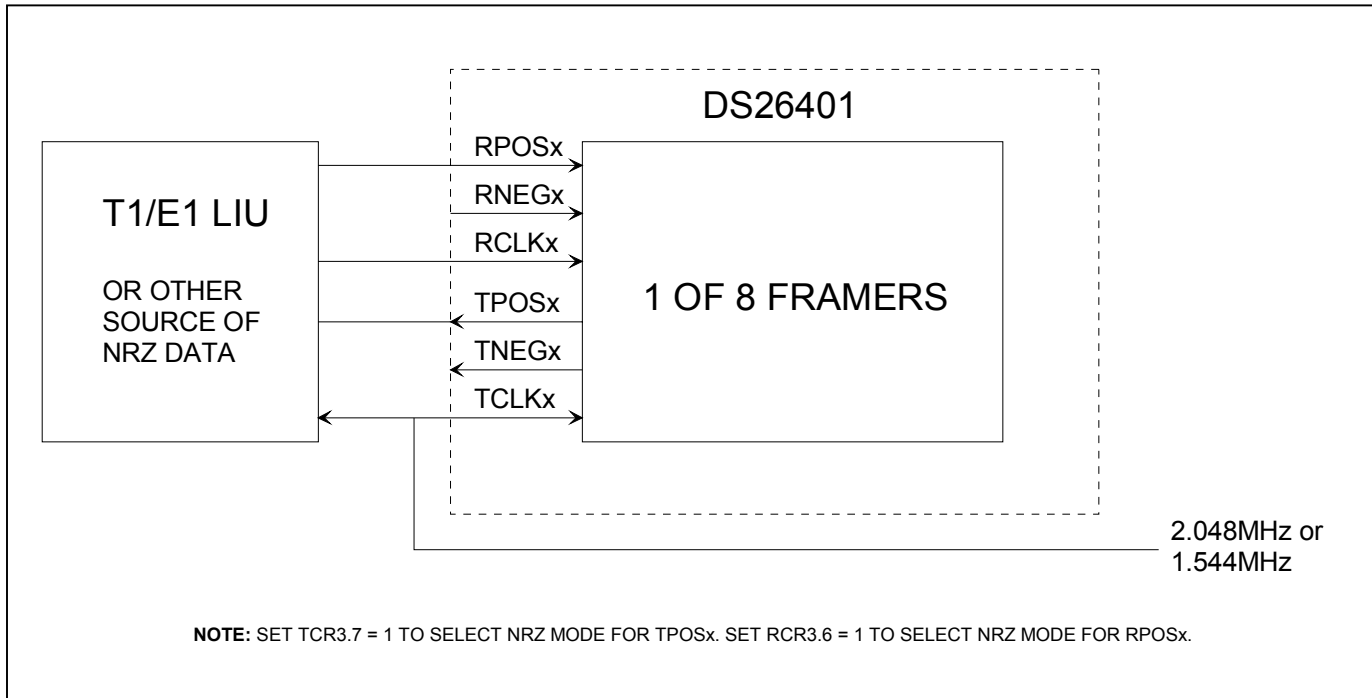 DS26401
T1/E1 LIU
OR OTHER
SOURCE OF
NRZ DATA
RPOSx
RNEGx
RCLKx
TPOSx
TNEGx
TCLKx
1 OF 8 FRAMERS
2.048MHz or
1.544MHz
NOTE: SET TCR3.7 = 1 TO SELECT NRZ MODE FOR TPOSx. SET RCR3.6 = 1 TO SELECT NRZ MODE FOR RPOSx.